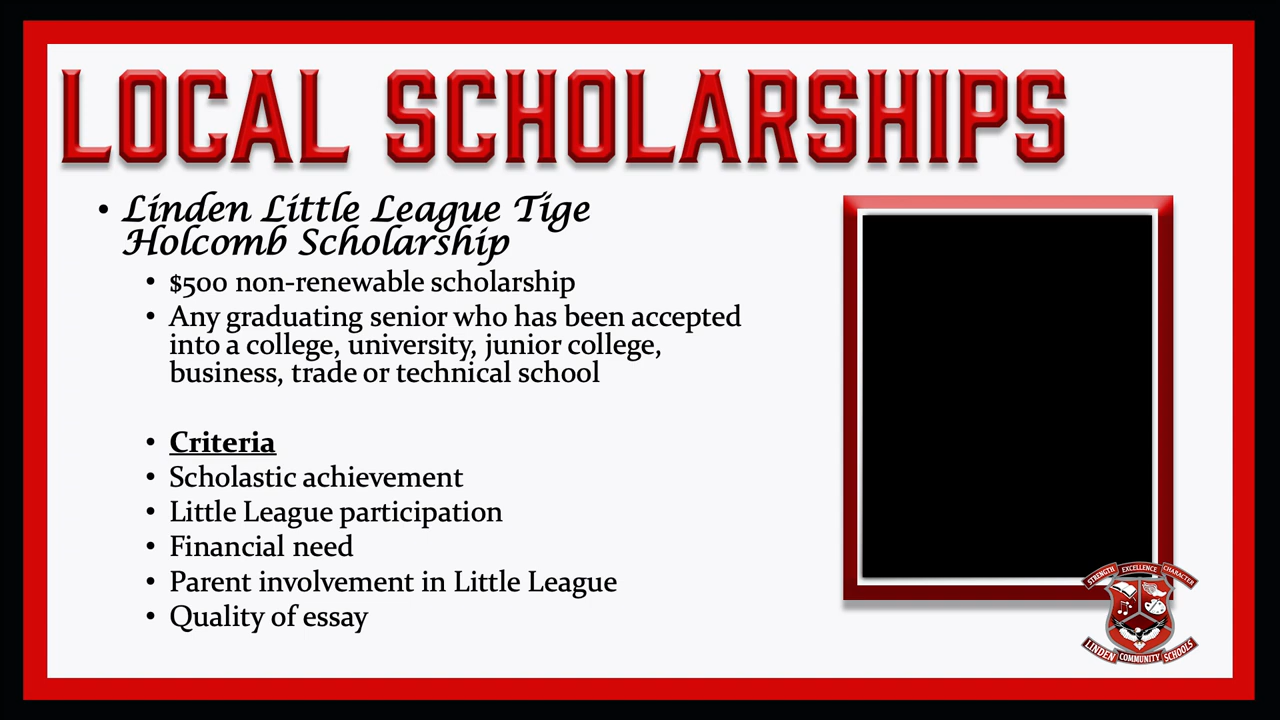 LOCAL SCHOLARSHIPS
• Linden Little League Tige
Holcomb Scholarship
• $500 non-renewable scholarship
• Any graduating senior who has been accepted
into a college, university, junior college,
business, trade or technical school
• Criteria
• Scholastic achievement
• Little League participation
• Financial need
• Parent involvement in Little League
• Quality of essay
STRENGTH EXCELLENCE CHARACTER
LINDEN COMMUNITY SCHOOLS